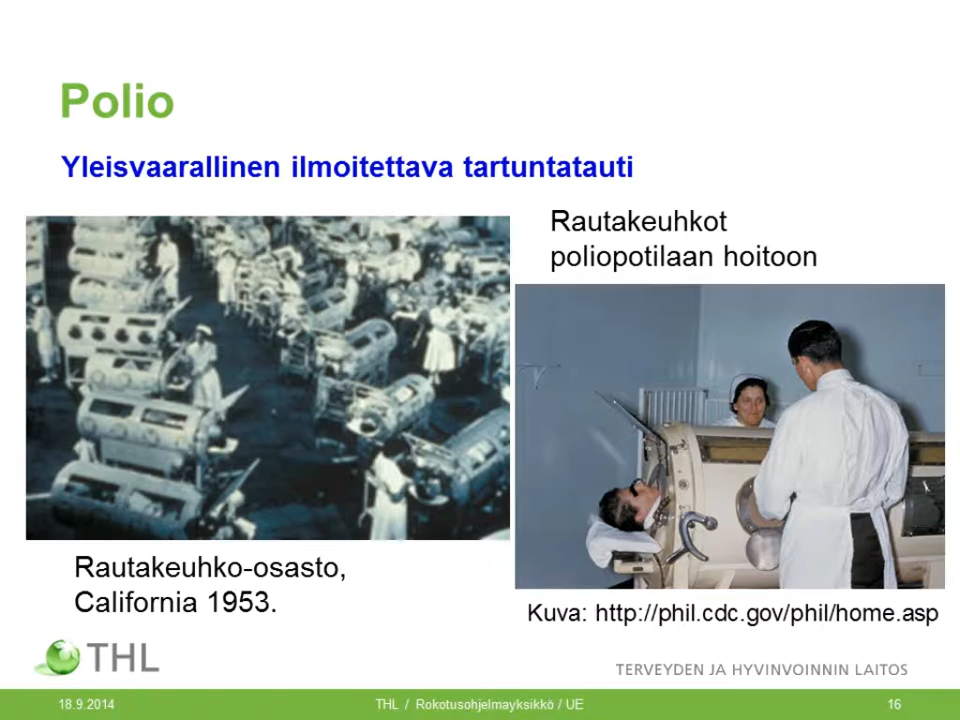 Polio
Yleisvaarallinen ilmoitettava tartuntatauti
Rautakeuhkot
poliopotilaan hoitoon
Rautakeuhko-osasto,
California 1953.
Kuva: http://phil.cdc.gov/phil/home.asp
THL
TERVEYDEN JA HYVINVOINNIN LAITOS
18.9.2014
THL / Rokotusohjelmayksikkö / UE
16